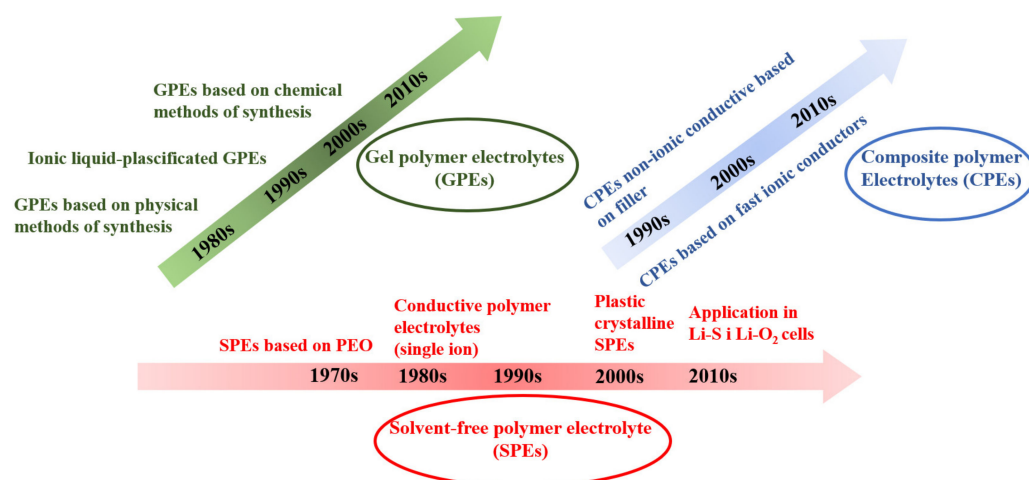 GPEs based on chemical
methods of synthesis
Ionic liquid-plascificated GPEs
GPEs based on physical
methods of synthesis
1980s
1990s
2000s
2010s
Gel polymer electrolytes
(GPEs)
CPEs non-ionic conductive based
on filler
1990s
2000s
2010s
CPEs based on fast ionic conductors
Composite polymer
Electrolytes (CPEs)
SPEs based on PEO
Conductive polymer
electrolytes
(single ion)
Plastic
crystalline
SPEs
Application in
Li-S i Li-O₂ cells
1970s
1980s
1990s
2000s
2010s
Solvent-free polymer electrolyte
(SPEs)